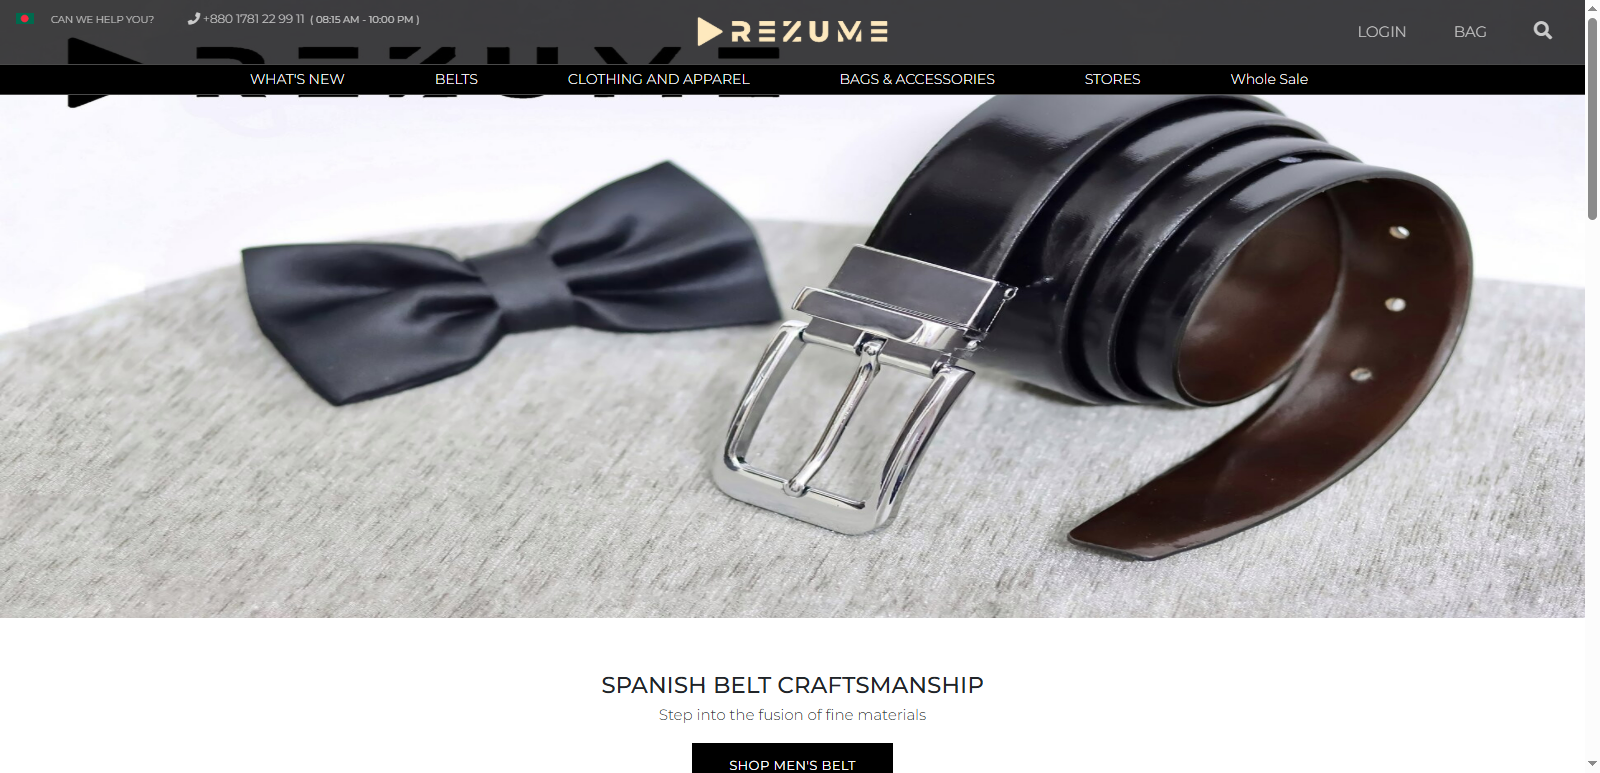 CAN WE HELP YOU?
+880 1781 22 99 11 ( 08:15 AM - 10:00 PM )
REZUME
LOGIN
BAG
REZUME
WHAT'S NEW
BELTS
CLOTHING AND APPAREL
BAGS & ACCESSORIES
STORES
Whole Sale
SPANISH BELT CRAFTSMANSHIP
Step into the fusion of fine materials
SHOP MEN'S BELT